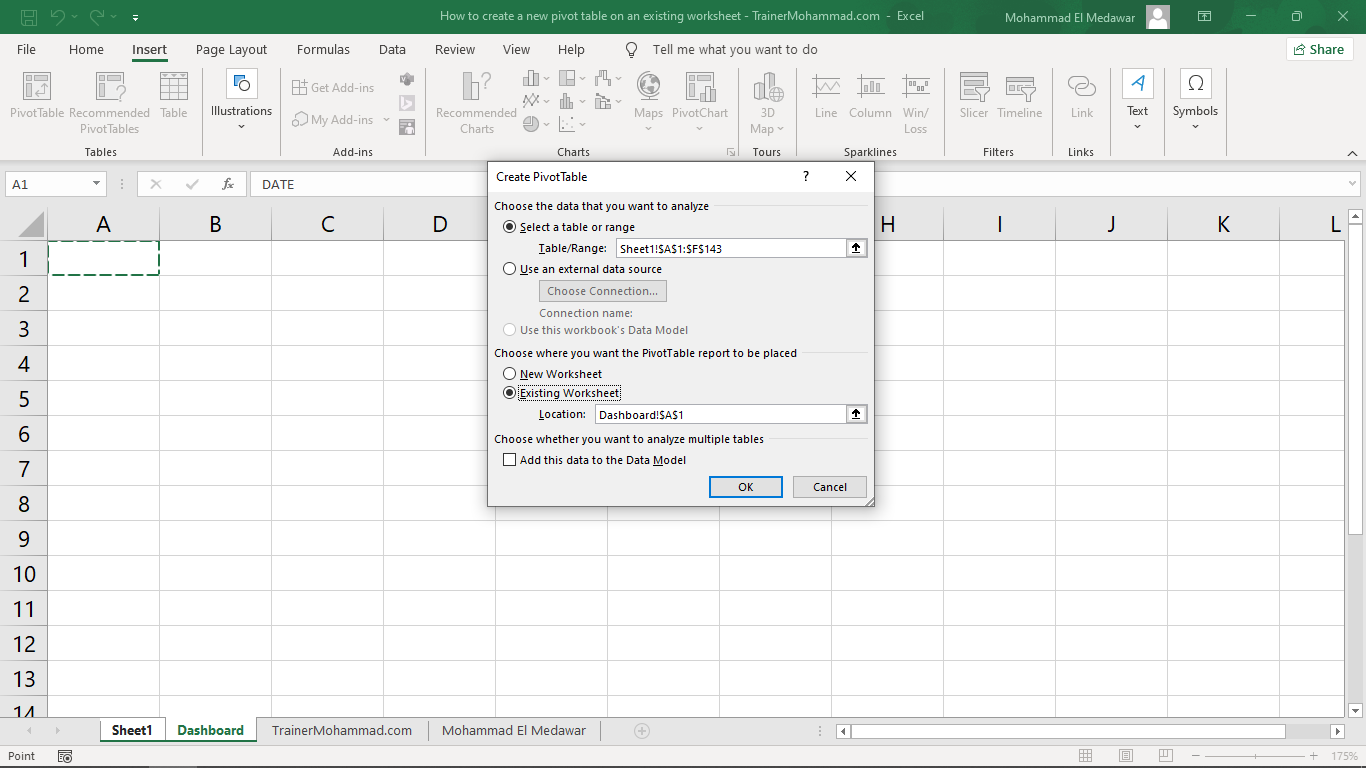 How to create a new pivot table on an existing worksheet - TrainerMohammad.com - Excel
Mohammad El Medawar
File Home Insert Page Layout Formulas Data Review View Help Tell me what you want to do Share
PivotTable Recommended PivotTables Table
Tables
Illustrations
Get Add-ins
My Add-ins
Add-ins
Recommended Charts
Maps PivotChart
Charts
3D Map
Tours
Line Column Win/Loss
Sparklines
Slicer Timeline
Filters
Link
Links
Text
Symbols
A1 fx DATE
A B C D H I J K L
1
2
3
4
5
6
7
8
9
10
11
12
13
14
Create PivotTable ?
Choose the data that you want to analyze
Select a table or range
Table/Range: Sheet1!$A$1:$F$143
Use an external data source
Choose Connection...
Connection name:
Use this workbook's Data Model
Choose where you want the PivotTable report to be placed
New Worksheet
Existing Worksheet
Location: Dashboard!$A$1
Choose whether you want to analyze multiple tables
Add this data to the Data Model
OK Cancel
Sheet1 Dashboard TrainerMohammad.com Mohammad El Medawar
Point 175%